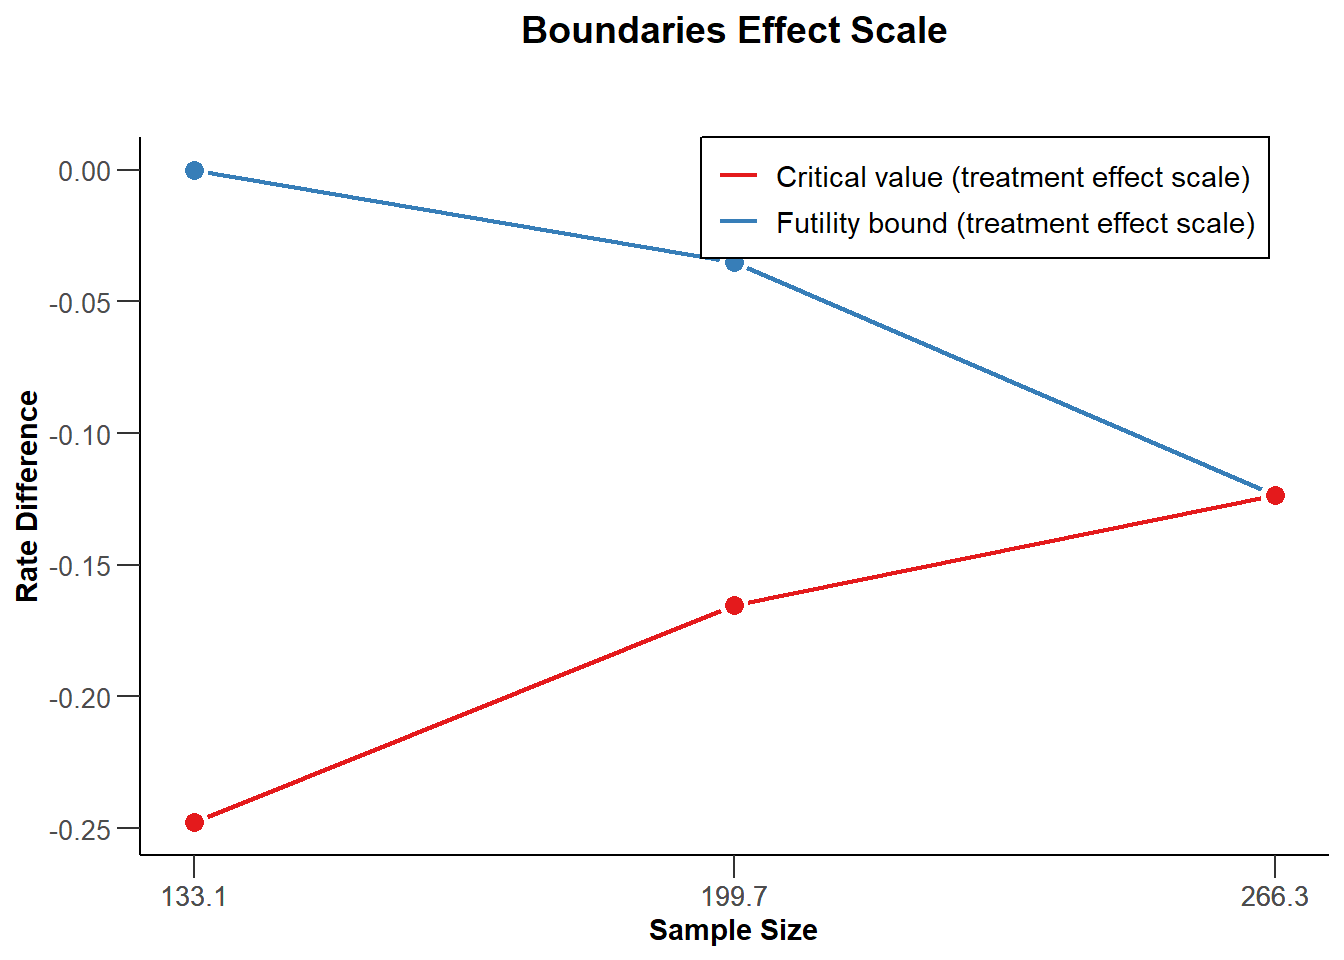 Boundaries Effect Scale
Critical value (treatment effect scale)
Futility bound (treatment effect scale)
Rate Difference
0.00
-0.05
-0.10
-0.15
-0.20
-0.25
133.1
199.7
266.3
Sample Size